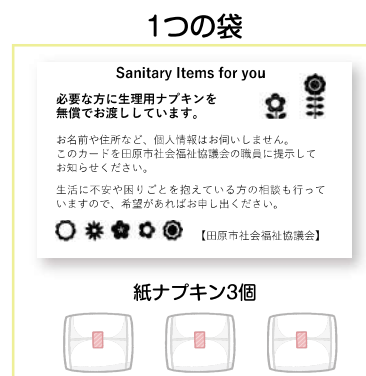 1つの袋
Sanitary Items for you
必要な方に生理用ナプキンを
無償でお渡ししています。
お名前や住所など、個人情報はお伺いしません。
このカードを田原市社会福祉協議会の職員に提示して
お知らせください。
生活に不安や困りごとを抱えている方の相談も行って
いますので、希望があればお申し出ください。
【田原市社会福祉協議会】
紙ナプキン3個